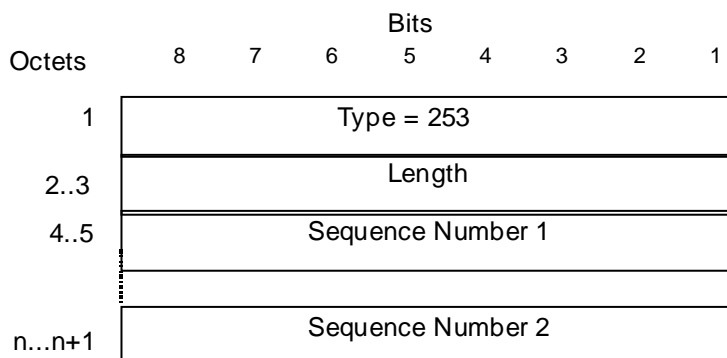 Bits
Octets 8 7 6 5 4 3 2 1
1 Type = 253
2..3 Length
4..5 Sequence Number 1
n...n+1 Sequence Number 2